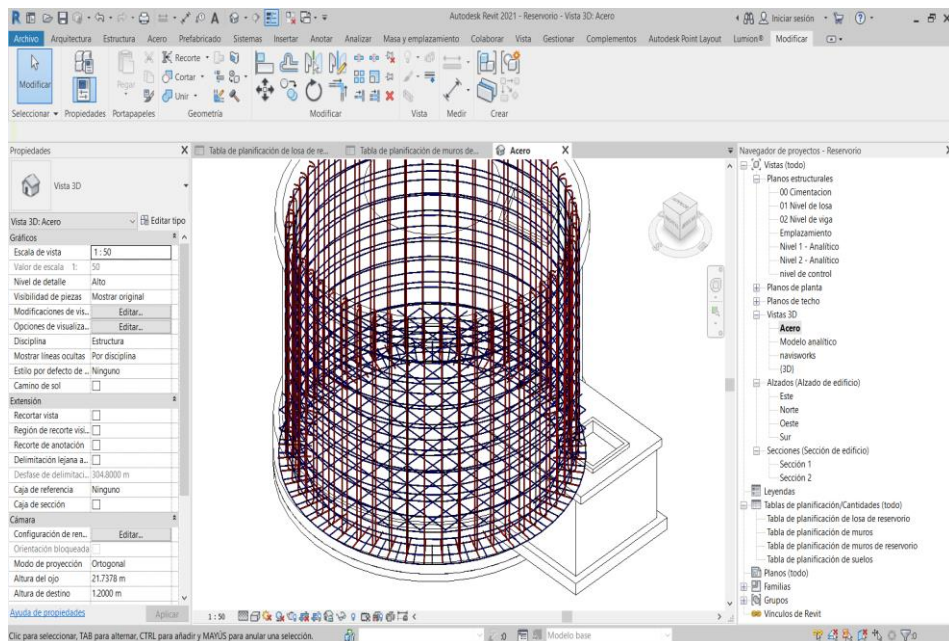 Autodesk Revit 2021 - Reservorio - Vista 3D: Acero
Iniciar sesión
Archivo Arquitectura Estructura Acero Prefabricado Sistemas Insertar Anotar Analizar Masa y emplazamiento Colaborar Vista Gestionar Complementos Autodesk Point Layout Lumion® Modificar
Modificar
Pegar
Recorte
Cortar
Unir
Seleccionar Propiedades Portapapeles Geometría Modificar Vista Medir Crear
Propiedades
Tabla de planificación de losa de re...
Tabla de planificación de muros de...
Acero
Navegador de proyectos - Reservorio
Vista 3D
Vista 3D: Acero
Editar tipo
Gráficos
Escala de vista 1 : 50
Valor de escala 1: 50
Nivel de detalle Alto
Visibilidad de piezas Mostrar original
Modificaciones de vis... Editar...
Opciones de visualiza... Editar...
Disciplina Estructura
Mostrar líneas ocultas Por disciplina
Estilo por defecto de ... Ninguno
Camino de sol
Extensión
Recortar vista
Región de recorte visi...
Recorte de anotación
Delimitación lejana a...
Desfase de delimitaci... 304.8000 m
Caja de referencia Ninguno
Caja de sección
Cámara
Configuración de ren... Editar...
Orientación bloqueada
Modo de proyección Ortogonal
Altura del ojo 21.7378 m
Altura de destino 1.2000 m
Ayuda de propiedades
Aplicar
Vistas (todo)
Planos estructurales
00 Cimentacion
01 Nivel de losa
02 Nivel de viga
Emplazamiento
Nivel 1 - Analítico
Nivel 2 - Analítico
nivel de control
Planos de planta
Planos de techo
Vistas 3D
Acero
Modelo analítico
navisworks
{3D}
Alzados (Alzado de edificio)
Este
Norte
Oeste
Sur
Secciones (Sección de edificio)
Sección 1
Sección 2
Leyendas
Tablas de planificación/Cantidades (todo)
Tabla de planificación de losa de reservorio
Tabla de planificación de muros
Tabla de planificación de muros de reservorio
Tabla de planificación de suelos
Planos (todo)
Familias
Grupos
Vínculos de Revit
1 : 50
Clic para seleccionar, TAB para alternar, CTRL para añadir y MAYÚS para anular una selección.
:0
Modelo base
:0